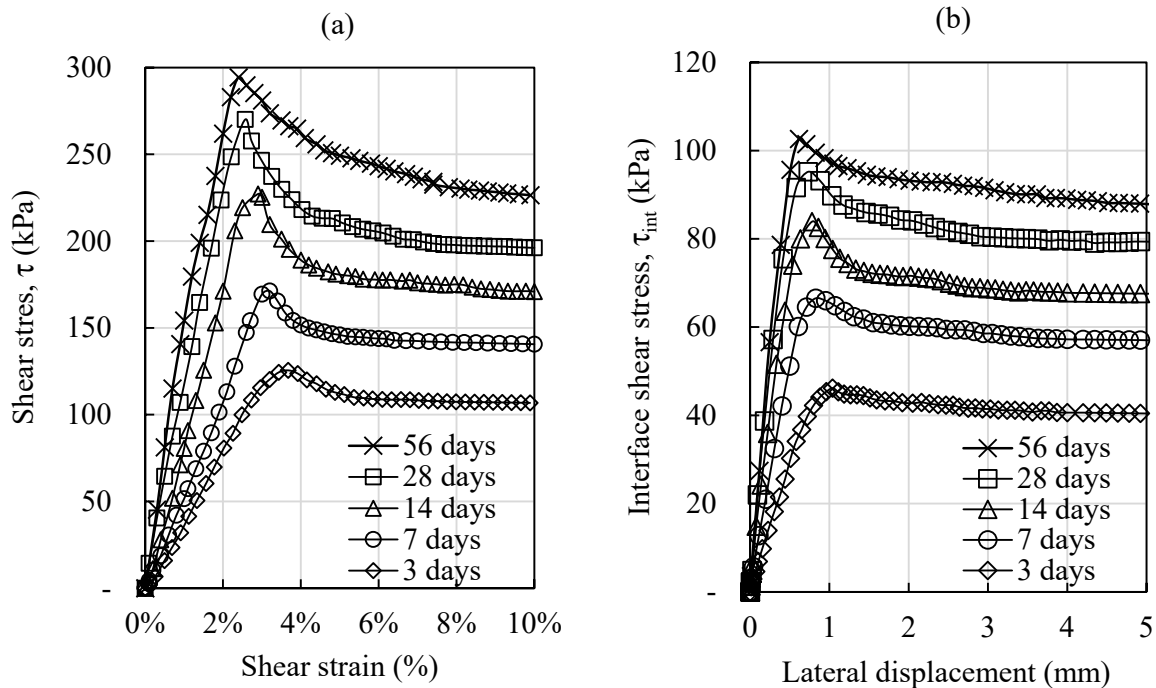 (a)
300
250
200
150
100
50
-
Shear stres, τ (kPa)
0% 2% 4% 6% 8% 10%
Shear strain (%)
56 days
28 days
14 days
7 days
3 days
(b)
120
100
80
60
40
20
-
Interface shear stress, τint (kPa)
0 1 2 3 4 5
Lateral displacement (mm)
56 days
28 days
14 days
7 days
3 days